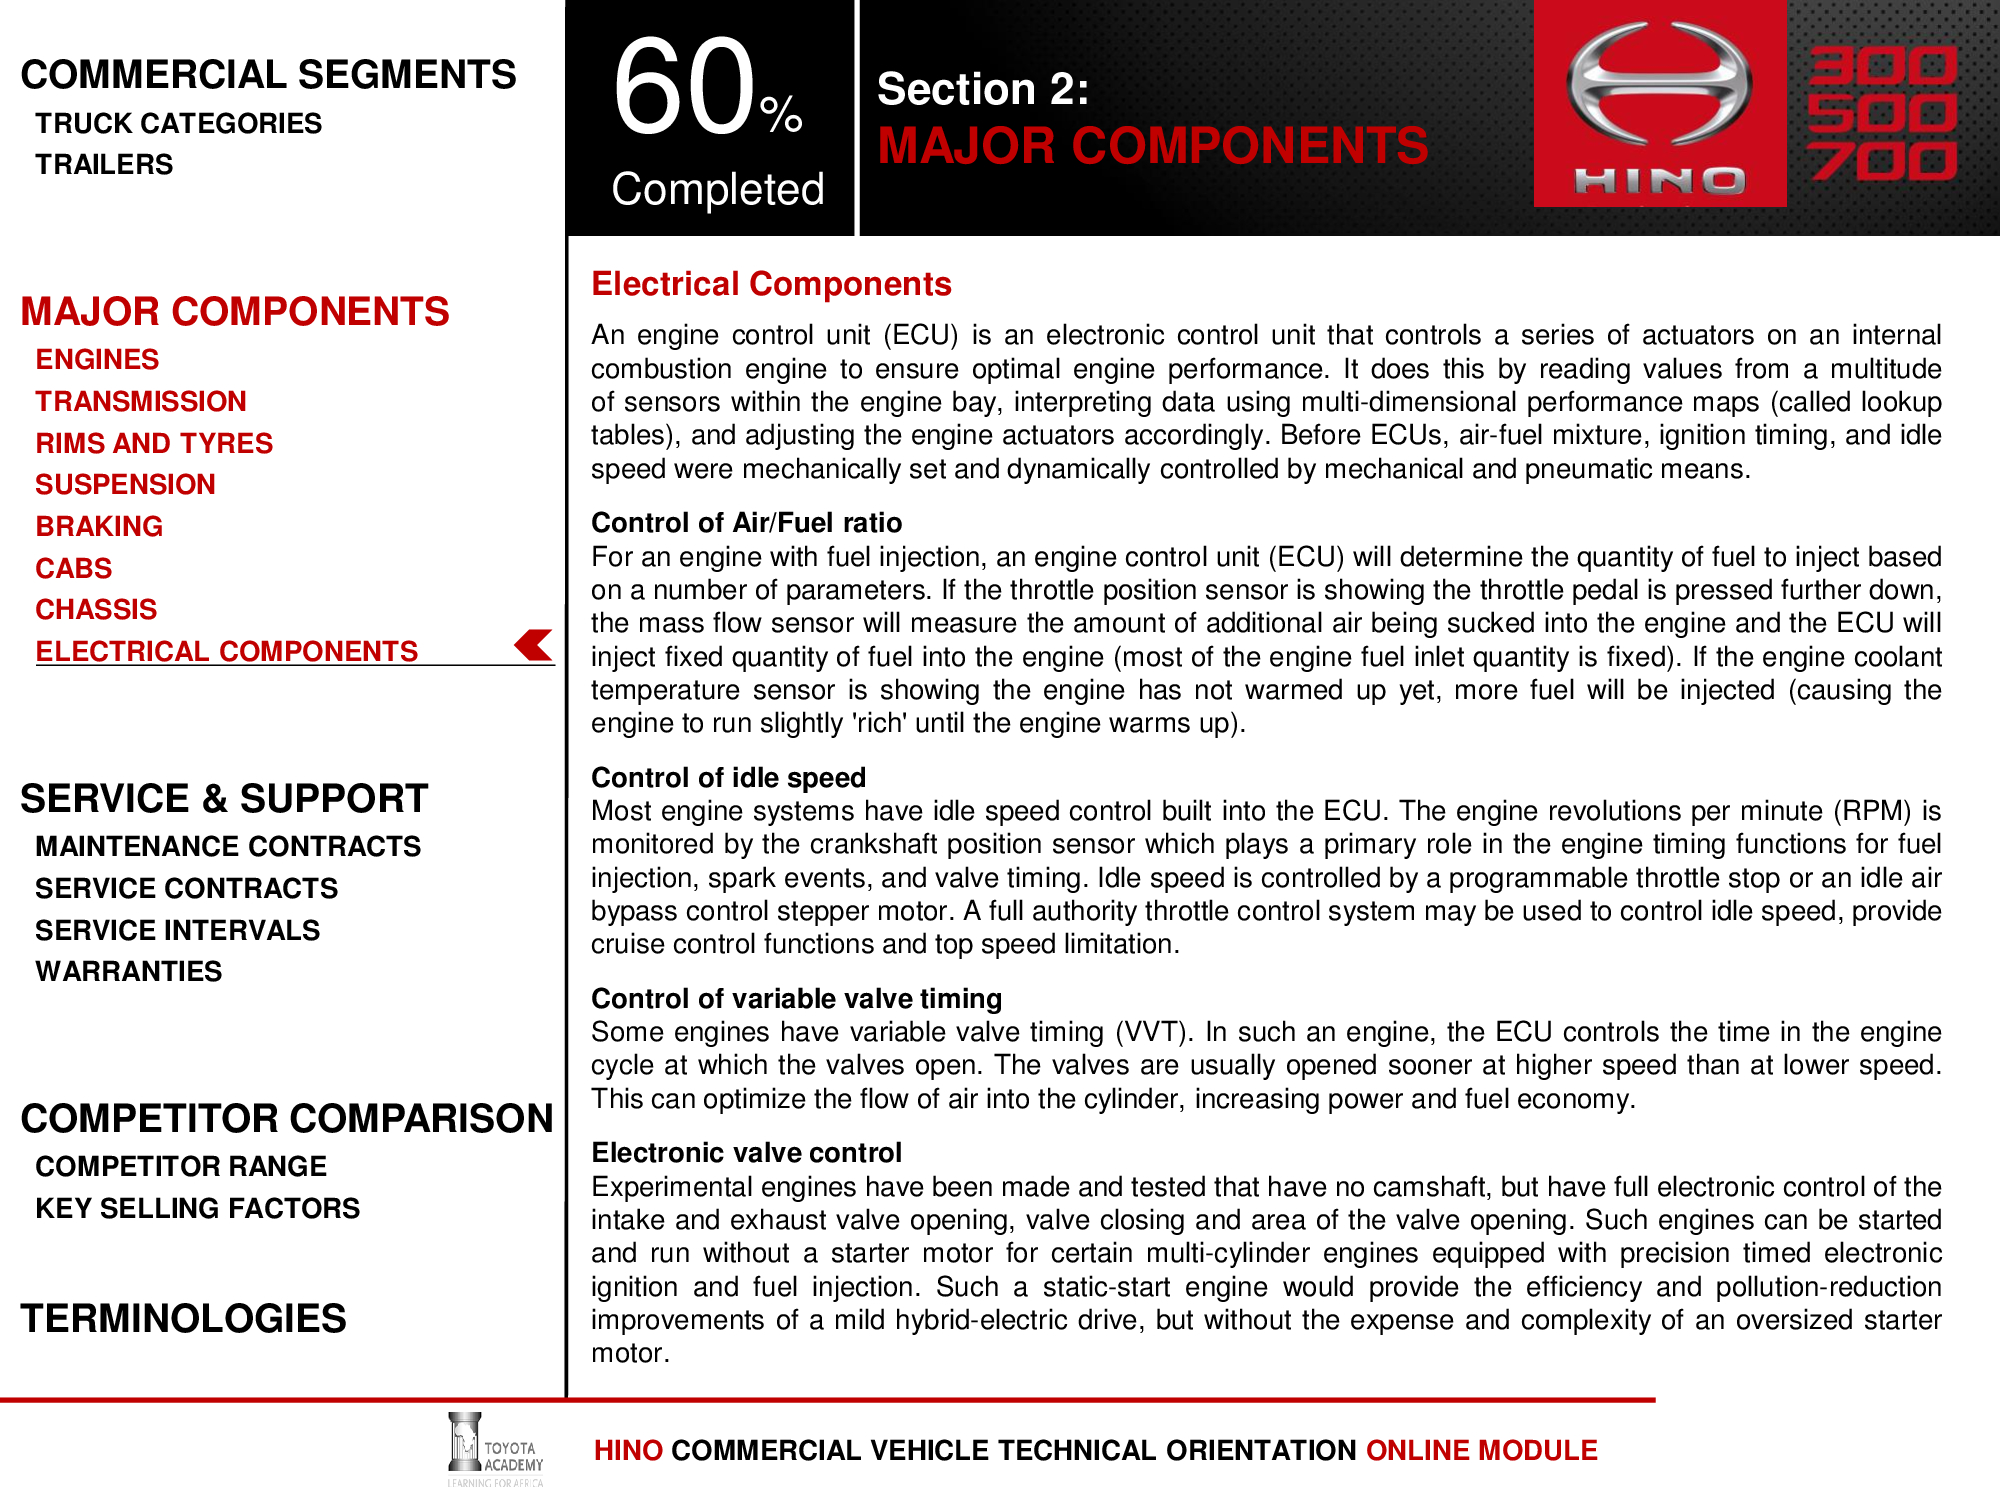 COMMERCIAL SEGMENTS
TRUCK CATEGORIES
TRAILERS
MAJOR COMPONENTS
ENGINES
TRANSMISSION
RIMS AND TYRES
SUSPENSION
BRAKING
CABS
CHASSIS
ELECTRICAL COMPONENTS
SERVICE & SUPPORT
MAINTENANCE CONTRACTS
SERVICE CONTRACTS
SERVICE INTERVALS
WARRANTIES
COMPETITOR COMPARISON
COMPETITOR RANGE
KEY SELLING FACTORS
TERMINOLOGIES
60%
Completed
Section 2:
MAJOR COMPONENTS
HINO
300
500
700
Electrical Components
An engine control unit (ECU) is an electronic control unit that controls a series of actuators on an internal
combustion engine to ensure optimal engine performance. It does this by reading values from a multitude
of sensors within the engine bay, interpreting data using multi-dimensional performance maps (called lookup
tables), and adjusting the engine actuators accordingly. Before ECUs, air-fuel mixture, ignition timing, and idle
speed were mechanically set and dynamically controlled by mechanical and pneumatic means.
Control of Air/Fuel ratio
For an engine with fuel injection, an engine control unit (ECU) will determine the quantity of fuel to inject based
on a number of parameters. If the throttle position sensor is showing the throttle pedal is pressed further down,
the mass flow sensor will measure the amount of additional air being sucked into the engine and the ECU will
inject fixed quantity of fuel into the engine (most of the engine fuel inlet quantity is fixed). If the engine coolant
temperature sensor is showing the engine has not warmed up yet, more fuel will be injected (causing the
engine to run slightly 'rich' until the engine warms up).
Control of idle speed
Most engine systems have idle speed control built into the ECU. The engine revolutions per minute (RPM) is
monitored by the crankshaft position sensor which plays a primary role in the engine timing functions for fuel
injection, spark events, and valve timing. Idle speed is controlled by a programmable throttle stop or an idle air
bypass control stepper motor. A full authority throttle control system may be used to control idle speed, provide
cruise control functions and top speed limitation.
Control of variable valve timing
Some engines have variable valve timing (VVT). In such an engine, the ECU controls the time in the engine
cycle at which the valves open. The valves are usually opened sooner at higher speed than at lower speed.
This can optimize the flow of air into the cylinder, increasing power and fuel economy.
Electronic valve control
Experimental engines have been made and tested that have no camshaft, but have full electronic control of the
intake and exhaust valve opening, valve closing and area of the valve opening. Such engines can be started
and run without a starter motor for certain multi-cylinder engines equipped with precision timed electronic
ignition and fuel injection. Such a static-start engine would provide the efficiency and pollution-reduction
improvements of a mild hybrid-electric drive, but without the expense and complexity of an oversized starter
motor.
TOYOTA
ACADEMY
LEARNING FOR AFRICA
HINO COMMERCIAL VEHICLE TECHNICAL ORIENTATION ONLINE MODULE